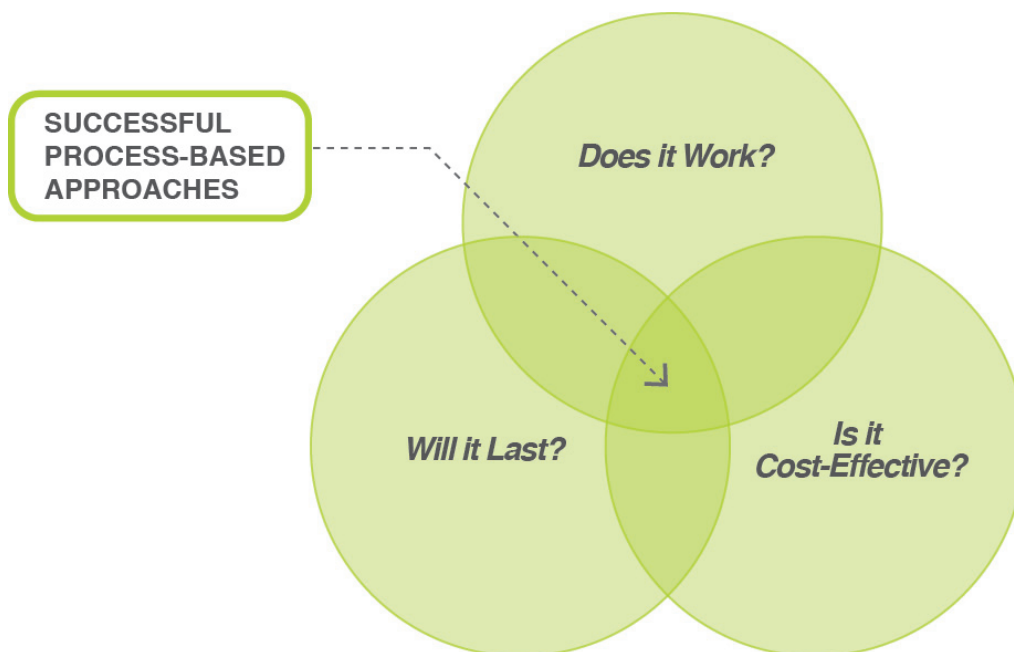 SUCCESSFUL
PROCESS-BASED
APPROACHES
Does it Work?
Will it Last?
Is it
Cost-Effective?